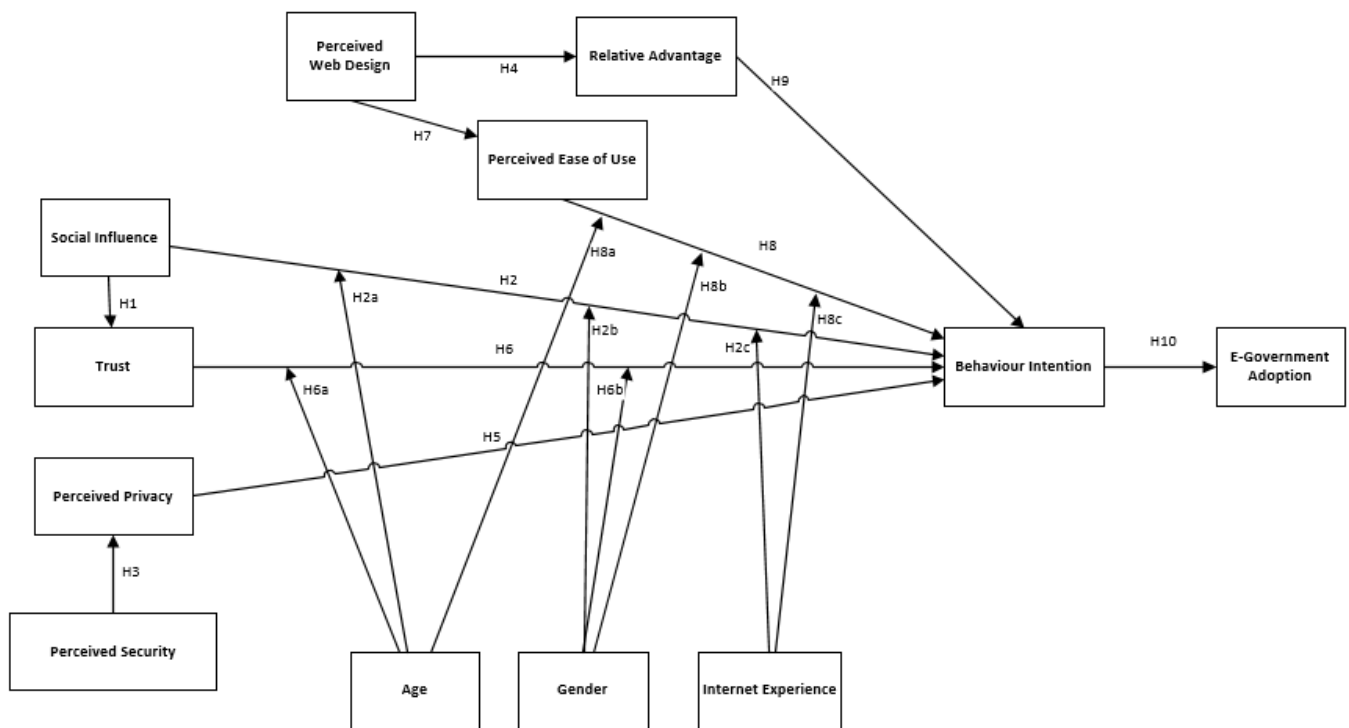 Perceived
Web Design
H4
Relative Advantage
H9
H7
Perceived Ease of Use
Social Influence
H8
H8a
H2
H8b
H1
H2a
H2b
H8c
H2c
Trust
H6
H10
Behaviour Intention
E-Government
Adoption
H6a
H6b
H5
Perceived Privacy
H3
Perceived Security
Age
Gender
Internet Experience